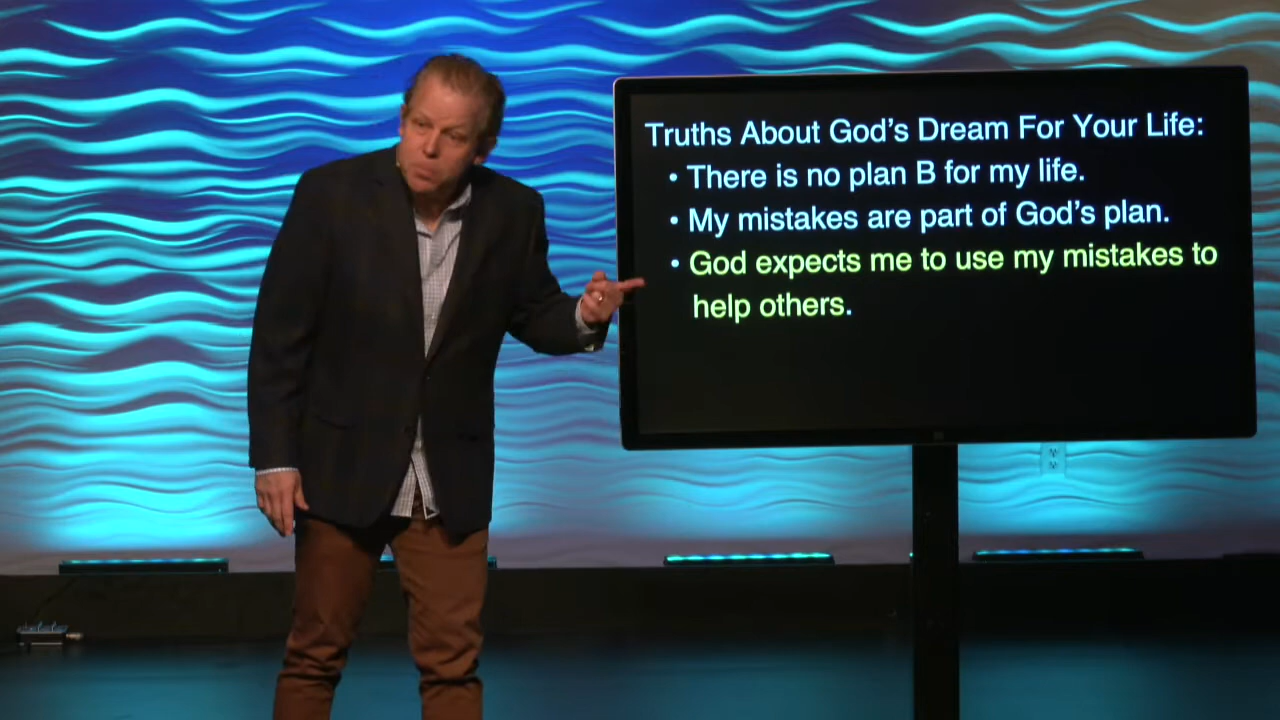 Truths About God’s Dream For Your Life:
• There is no plan B for my life.
• My mistakes are part of God’s plan.
• God expects me to use my mistakes to
help others.